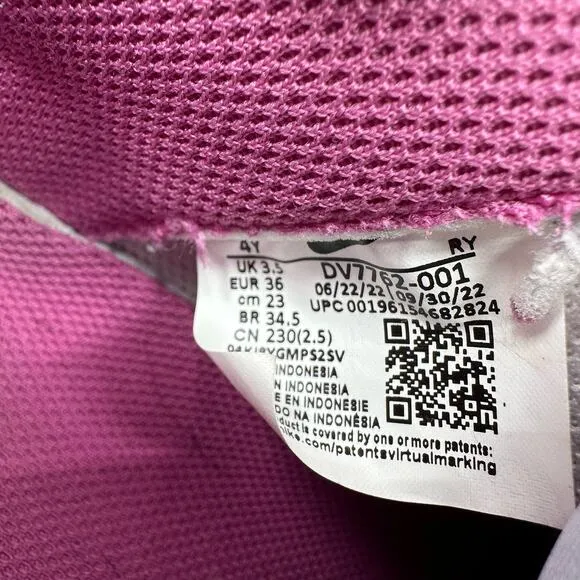 4Y RY
UK 3.5 DV7762-001
EUR 36 06/22/22 09/30/22
cm 23 UPC 00196154682824
BR 34.5
CN 230(2.5)
INDONESIA
N INDONESIA
E EN INDONESIE
DO NA INDONÉSIA
duct is covered by one or more patents:
nike.com/patentsvirtualmarking